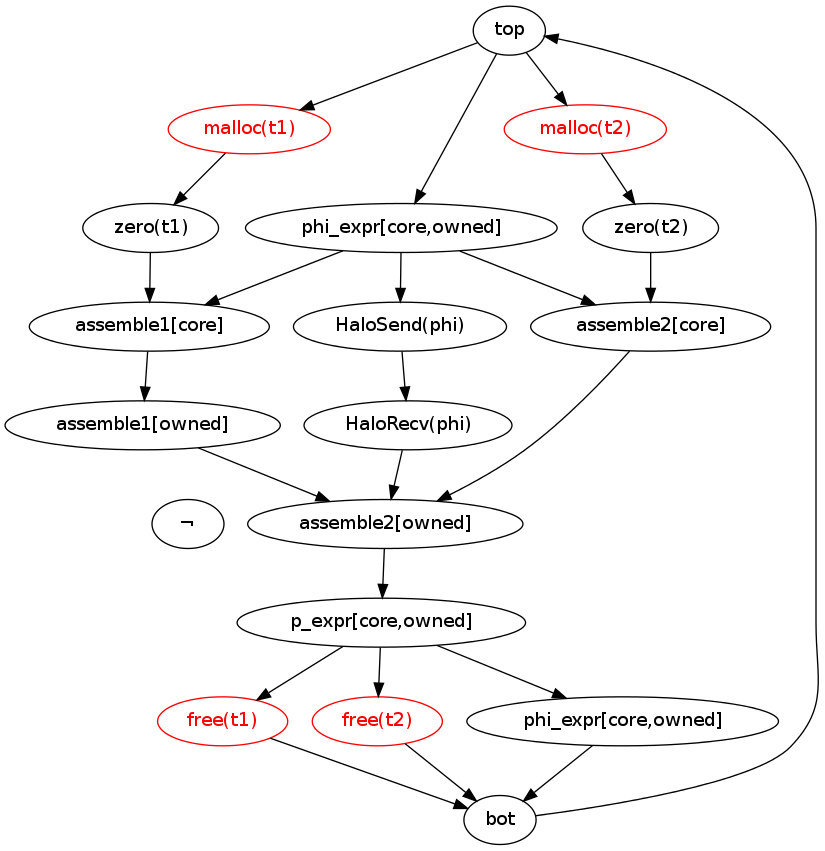 top
malloc(t1)
malloc(t2)
zero(t1)
phi_expr[core,owned]
zero(t2)
assemble1[core]
HaloSend(phi)
assemble2[core]
assemble1[owned]
HaloRecv(phi)
¬
assemble2[owned]
p_expr[core,owned]
free(t1)
free(t2)
phi_expr[core,owned]
bot